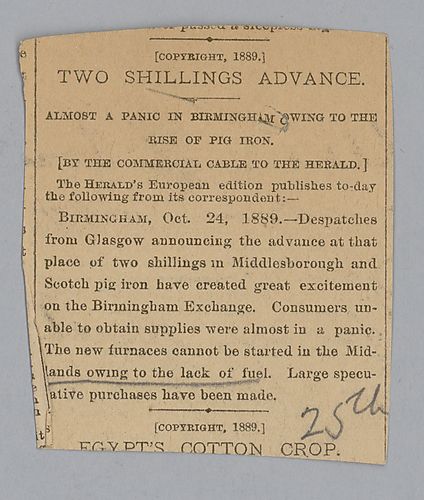 passed a sleepless
[COPYRIGHT, 1889.]
TWO SHILLINGS ADVANCE.
ALMOST A PANIC IN BIRMINGHAM OWING TO THE
RISE OF PIG IRON.
[BY THE COMMERCIAL CABLE TO THE HERALD.]
The HERALD'S European edition publishes to-day
the following from its correspondent:—
BIRMINGHAM, Oct. 24, 1889.—Despatches
from Glasgow announcing the advance at that
place of two shillings in Middlesborough and
Scotch pig iron have created great excitement
on the Birmingham Exchange. Consumers un-
able to obtain supplies were almost in a panic.
The new furnaces cannot be started in the Mid-
lands owing to the lack of fuel. Large specu-
ative purchases have been made.
25th
[COPYRIGHT, 1889.]
EGYPT'S COTTON CROP.